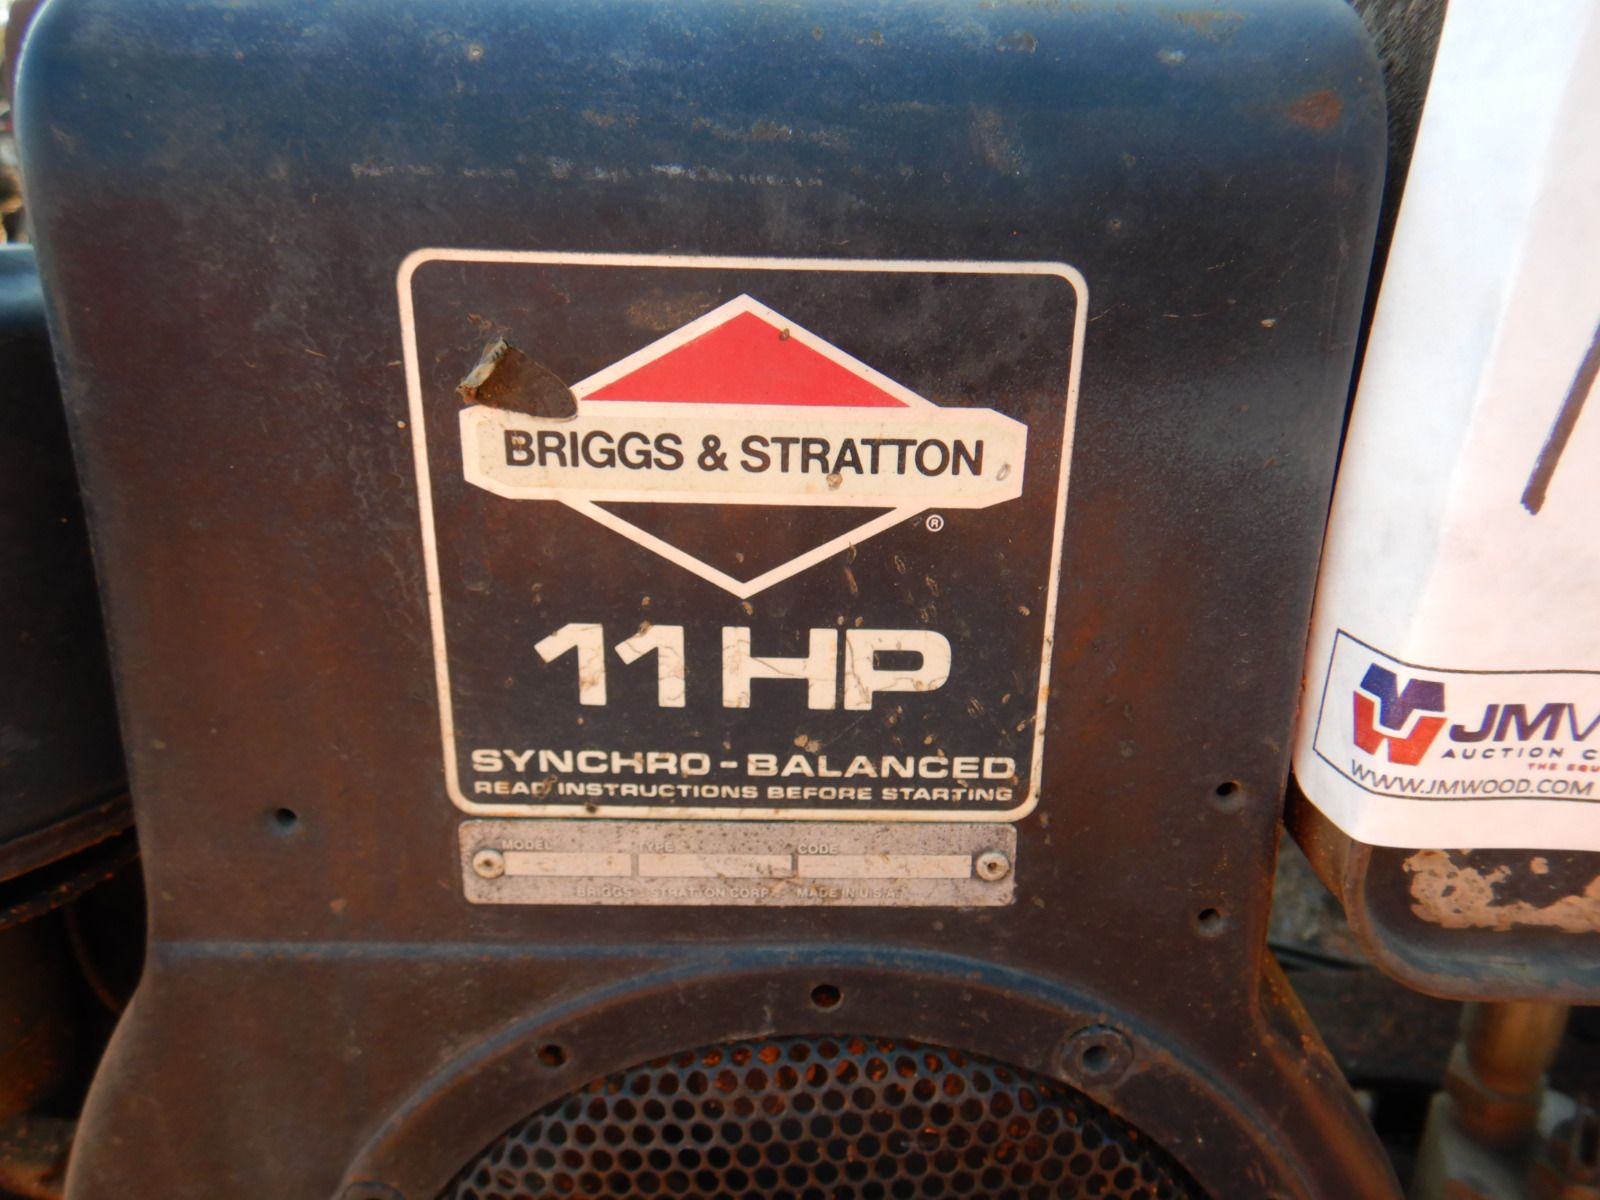 BRIGGS & STRATTON
®
11 HP
SYNCHRO-BALANCED
READ INSTRUCTIONS BEFORE STARTING
MODEL TYPE CODE
BRIGGS & STRATTON CORP. MADE IN U.S.A.
AUCTION
WWW.JMWOOD.COM